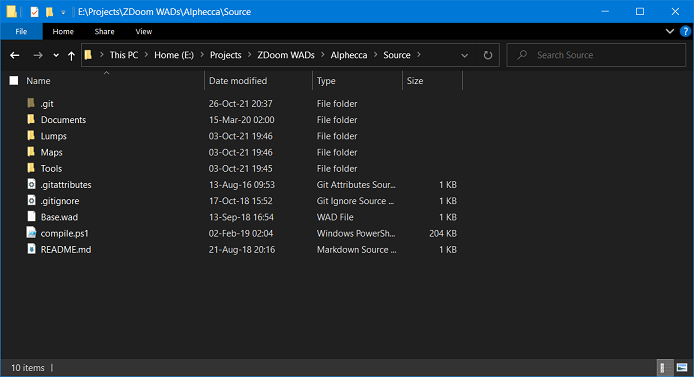 E:\Projects\ZDoom WADs\Alphecca\Source
File Home Share View
This PC Home (E:) Projects ZDoom WADs Alphecca Source Search Source
Name Date modified Type Size
.git 26-Oct-21 20:37 File folder
Documents 15-Mar-20 02:00 File folder
Lumps 03-Oct-21 19:46 File folder
Maps 03-Oct-21 19:46 File folder
Tools 03-Oct-21 19:45 File folder
.gitattributes 13-Aug-16 09:53 Git Attributes Sour... 1 KB
.gitignore 17-Oct-18 15:52 Git Ignore Source ... 1 KB
Base.wad 13-Sep-18 16:54 WAD File 1 KB
compile.ps1 02-Feb-19 02:04 Windows PowerSh... 204 KB
README.md 21-Aug-18 20:16 Markdown Source ... 1 KB
10 items